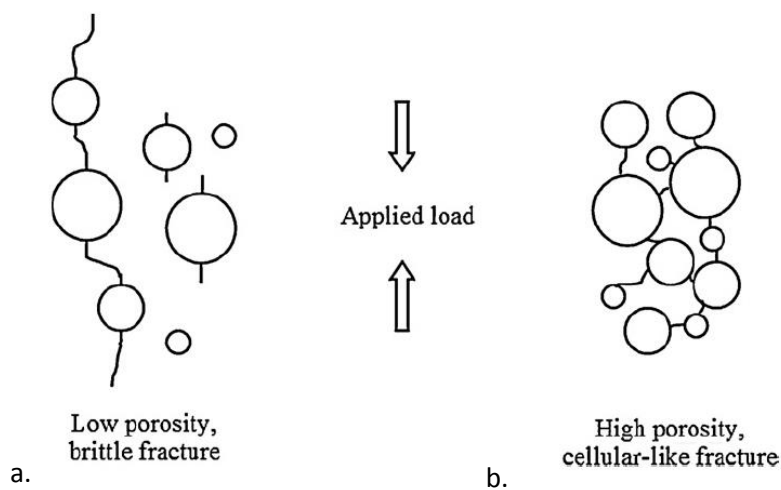 Applied load
Low porosity,
brittle fracture
a.
High porosity,
cellular-like fracture
b.